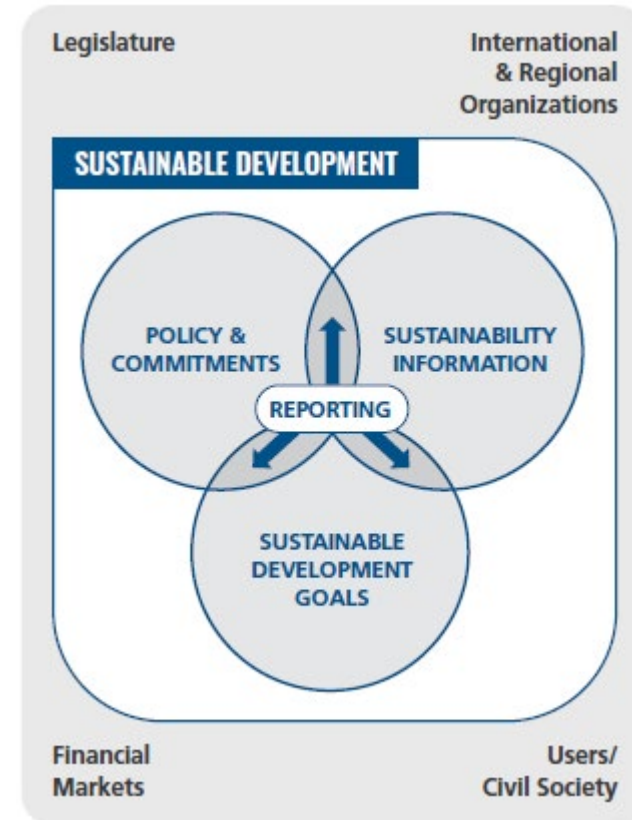 Legislature
International
& Regional
Organizations
SUSTAINABLE DEVELOPMENT
POLICY &
COMMITMENTS
SUSTAINABILITY
INFORMATION
REPORTING
SUSTAINABLE
DEVELOPMENT
GOALS
Financial
Markets
Users/
Civil Society